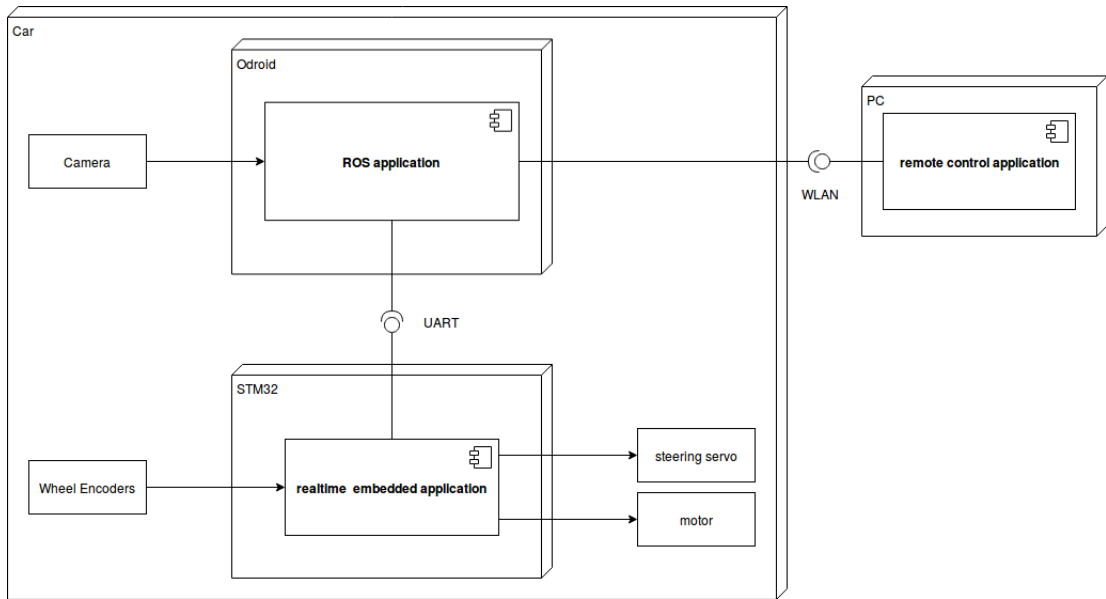 Car
Odroid
PC
Camera
ROS application
remote control application
WLAN
UART
STM32
steering servo
Wheel Encoders
realtime  embedded application
motor